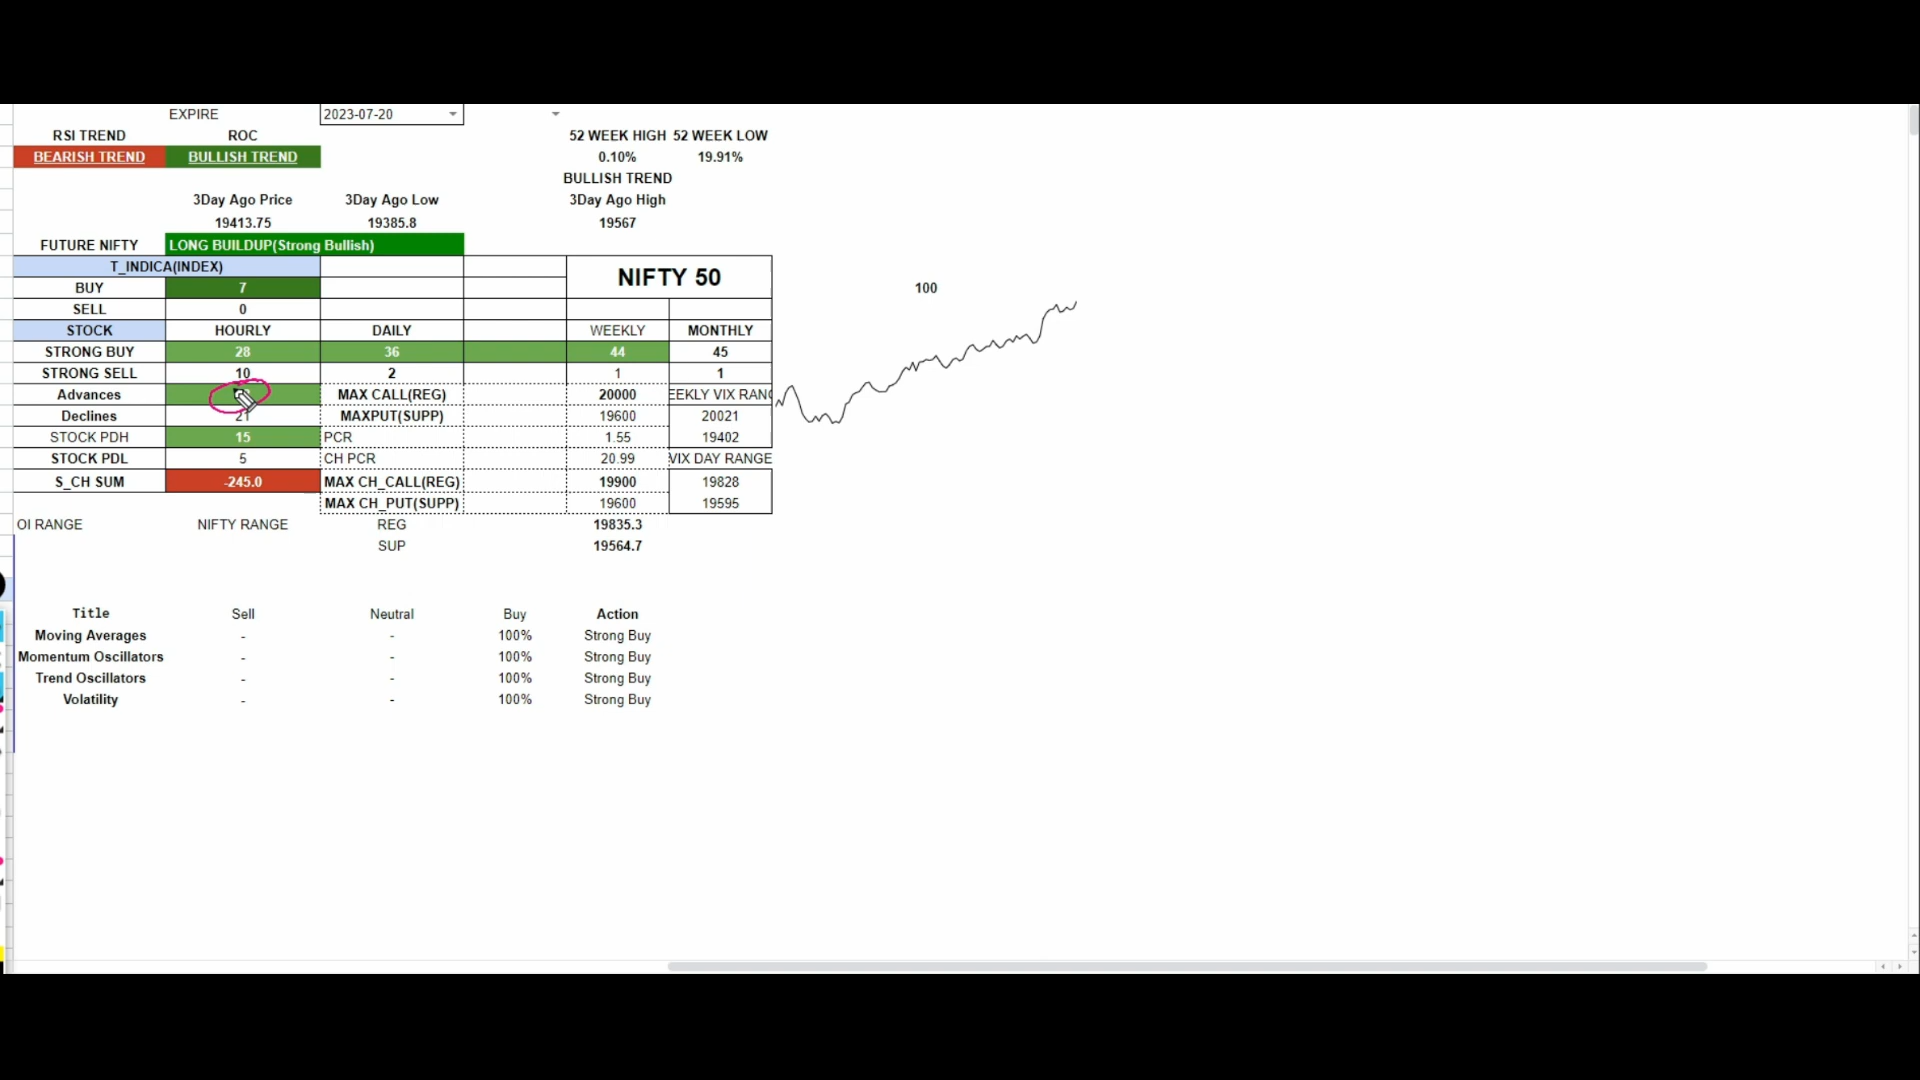 EXPIRE 2023-07-20
RSI TREND ROC 52 WEEK HIGH 52 WEEK LOW
BEARISH TREND BULLISH TREND 0.10% 19.91%
BULLISH TREND
3Day Ago Price 3Day Ago Low 3Day Ago High
19413.75 19385.8 19567
FUTURE NIFTY LONG BUILDUP(Strong Bullish)
T_INDICA(INDEX) NIFTY 50
BUY 7 100
SELL 0
STOCK HOURLY DAILY WEEKLY MONTHLY
STRONG BUY 28 36 44 45
STRONG SELL 10 2 1 1
Advances MAX CALL(REG) 20000 EEKLY VIX RANG
Declines 21 MAXPUT(SUPP) 19600 20021
STOCK PDH 15 PCR 1.55 19402
STOCK PDL 5 CH PCR 20.99 VIX DAY RANGE
S_CH SUM -245.0 MAX CH_CALL(REG) 19900 19828
MAX CH_PUT(SUPP) 19600 19595
OI RANGE NIFTY RANGE REG 19835.3
SUP 19564.7
Title Sell Neutral Buy Action
Moving Averages - - 100% Strong Buy
Momentum Oscillators - - 100% Strong Buy
Trend Oscillators - - 100% Strong Buy
Volatility - - 100% Strong Buy